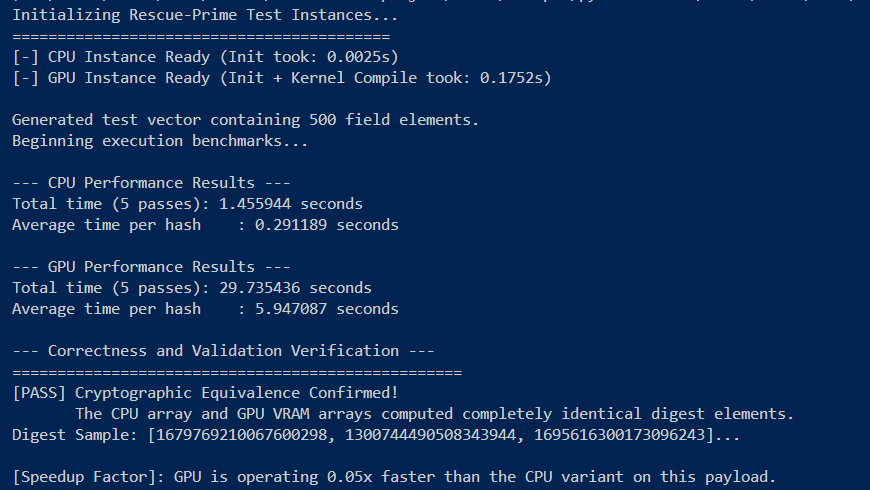 Initializing Rescue-Prime Test Instances...
==========================================
[-] CPU Instance Ready (Init took: 0.0025s)
[-] GPU Instance Ready (Init + Kernel Compile took: 0.1752s)
Generated test vector containing 500 field elements.
Beginning execution benchmarks...
--- CPU Performance Results ---
Total time (5 passes): 1.455944 seconds
Average time per hash    : 0.291189 seconds
--- GPU Performance Results ---
Total time (5 passes): 29.735436 seconds
Average time per hash    : 5.947087 seconds
--- Correctness and Validation Verification ---
==================================================
[PASS] Cryptographic Equivalence Confirmed!
       The CPU array and GPU VRAM arrays computed completely identical digest elements.
Digest Sample: [1679769210067600298, 1300744490508343944, 1695616300173096243]...
[Speedup Factor]: GPU is operating 0.05x faster than the CPU variant on this payload.